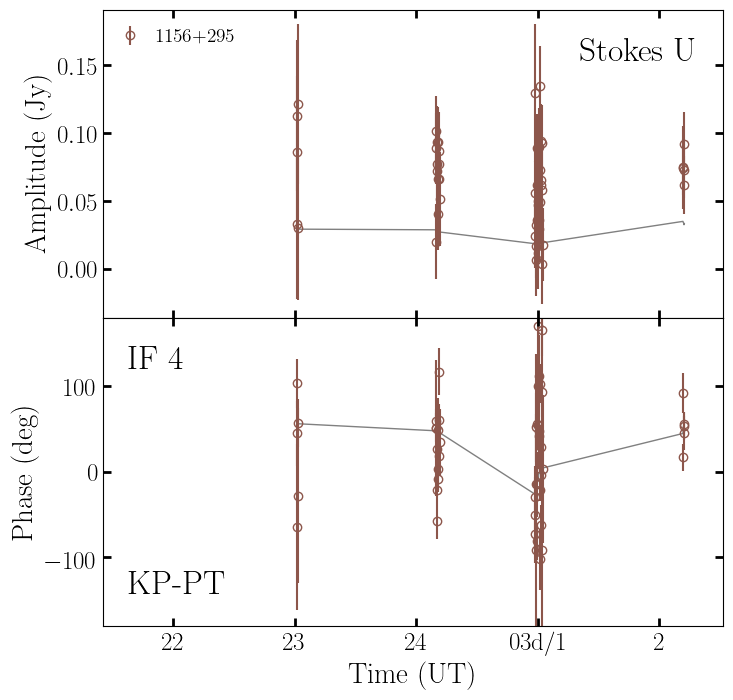 1156+295
Stokes U
Amplitude (Jy)
0.15
0.10
0.05
0.00
IF 4
Phase (deg)
100
0
−100
KP-PT
22 23 24 03d/1 2
Time (UT)